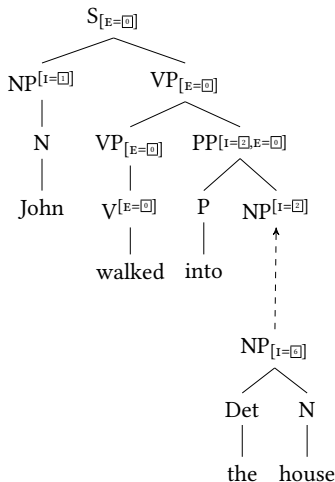 S[E=0]
NP[I=1] VP[E=0]
N VP[E=0] PP[I=2,E=0]
John V[E=0] P NP[I=2]
walked into
NP[I=6]
Det N
the house